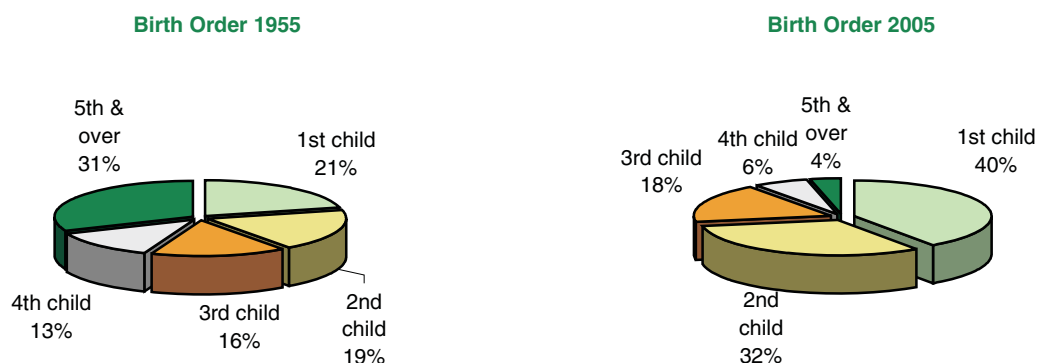 Birth Order 1955
5th &
over
31%
1st child
21%
4th child
13%
3rd child
16%
2nd
child
19%
Birth Order 2005
5th &
over
4%
4th child
6%
1st child
40%
3rd child
18%
2nd
child
32%